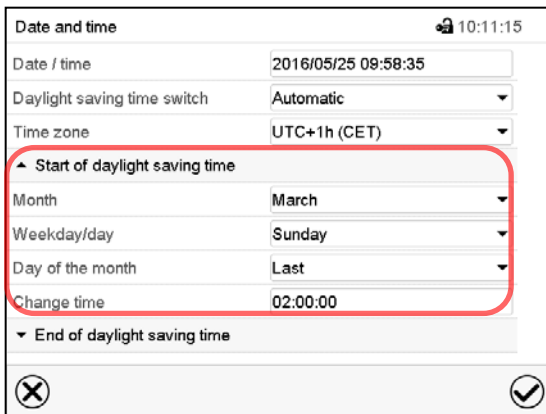 Date and time 10:11:15
Date / time 2016/05/25 09:58:35
Daylight saving time switch Automatic
Time zone UTC+1h (CET)
Start of daylight saving time
Month March
Weekday/day Sunday
Day of the month Last
Change time 02:00:00
End of daylight saving time